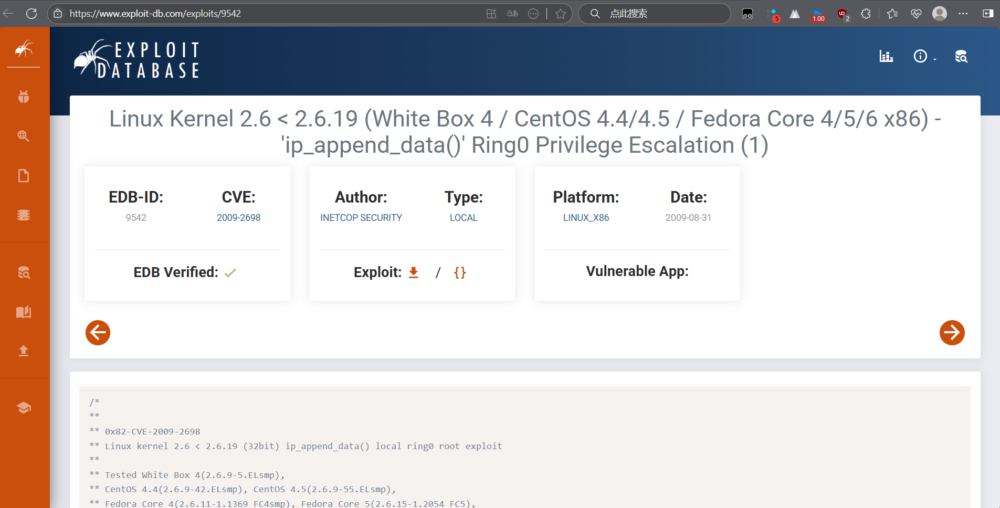 https://www.exploit-db.com/exploits/9542
点此搜索
5
1.00
2
EXPLOIT
DATABASE
Linux Kernel 2.6 < 2.6.19 (White Box 4 / CentOS 4.4/4.5 / Fedora Core 4/5/6 x86) -
'ip_append_data()' Ring0 Privilege Escalation (1)
EDB-ID:
9542
CVE:
2009-2698
EDB Verified:
Author:
INETCOP SECURITY
Type:
LOCAL
Exploit: / {}
Platform:
LINUX_X86
Date:
2009-08-31
Vulnerable App:
/*
**
** 0x82-CVE-2009-2698
** Linux kernel 2.6 < 2.6.19 (32bit) ip_append_data() local ring0 root exploit
**
** Tested White Box 4(2.6.9-5.ELsmp),
** CentOS 4.4(2.6.9-42.ELsmp), CentOS 4.5(2.6.9-55.ELsmp),
** Fedora Core 4(2.6.11-1.1369_FC4smp), Fedora Core 5(2.6.15-1.2054_FC5),